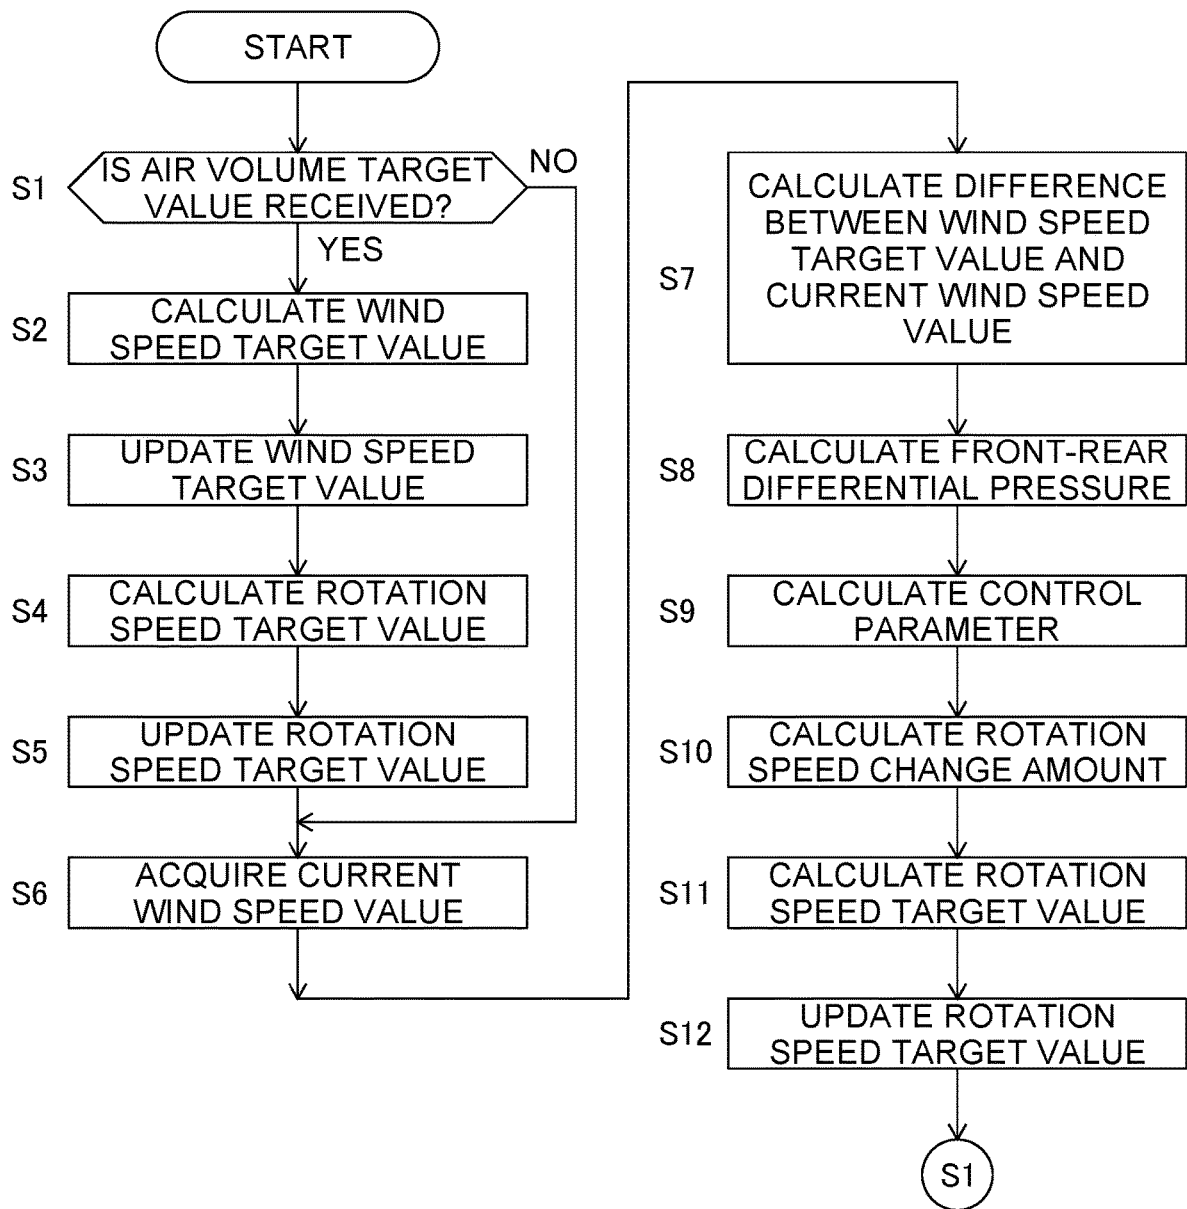 START
S1
IS AIR VOLUME TARGET
VALUE RECEIVED?
NO
YES
S2
CALCULATE WIND
SPEED TARGET VALUE
S3
UPDATE WIND SPEED
TARGET VALUE
S4
CALCULATE ROTATION
SPEED TARGET VALUE
S5
UPDATE ROTATION
SPEED TARGET VALUE
S6
ACQUIRE CURRENT
WIND SPEED VALUE
S7
CALCULATE DIFFERENCE
BETWEEN WIND SPEED
TARGET VALUE AND
CURRENT WIND SPEED
VALUE
S8
CALCULATE FRONT-REAR
DIFFERENTIAL PRESSURE
S9
CALCULATE CONTROL
PARAMETER
S10
CALCULATE ROTATION
SPEED CHANGE AMOUNT
S11
CALCULATE ROTATION
SPEED TARGET VALUE
S12
UPDATE ROTATION
SPEED TARGET VALUE
S1